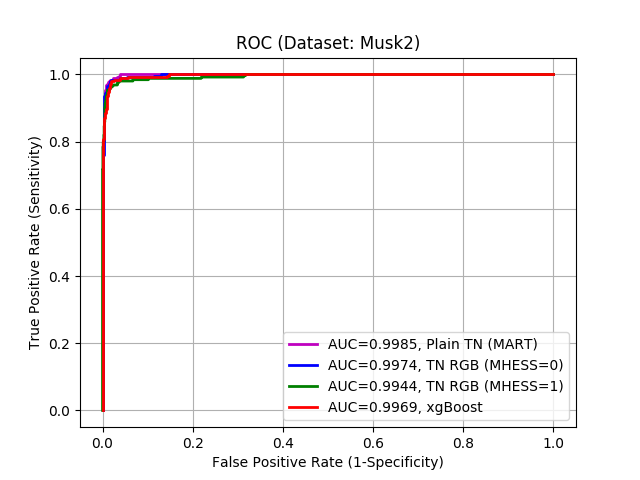 ROC (Dataset: Musk2)
True Positive Rate (Sensitivity)
1.0
0.8
0.6
0.4
0.2
0.0
AUC=0.9985, Plain TN (MART)
AUC=0.9974, TN RGB (MHESS=0)
AUC=0.9944, TN RGB (MHESS=1)
AUC=0.9969, xgBoost
0.0 0.2 0.4 0.6 0.8 1.0
False Positive Rate (1-Specificity)